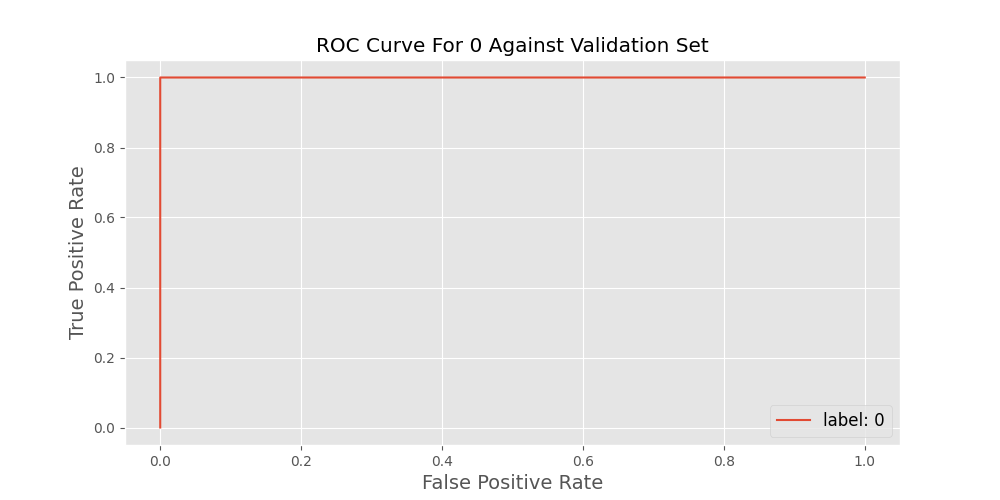 ROC Curve For 0 Against Validation Set
True Positive Rate
1.0
0.8
0.6
0.4
0.2
0.0
label: 0
0.0 0.2 0.4 0.6 0.8 1.0
False Positive Rate